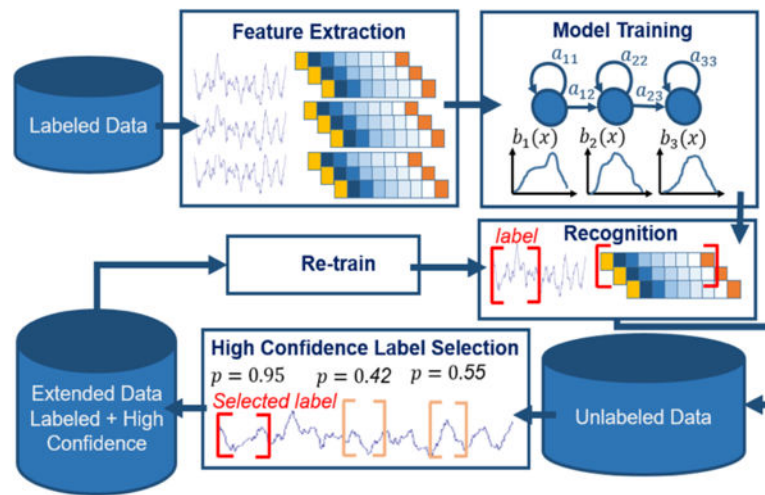 Feature Extraction
Labeled Data
Model Training
a₁₁ a₂₂ a₃₃
a₁₂ a₂₃
b₁(x) b₂(x) b₃(x)
Recognition
label
Re-train
High Confidence Label Selection
p = 0.95 p = 0.42 p = 0.55
Selected label
Extended Data
Labeled + High
Confidence
Unlabeled Data